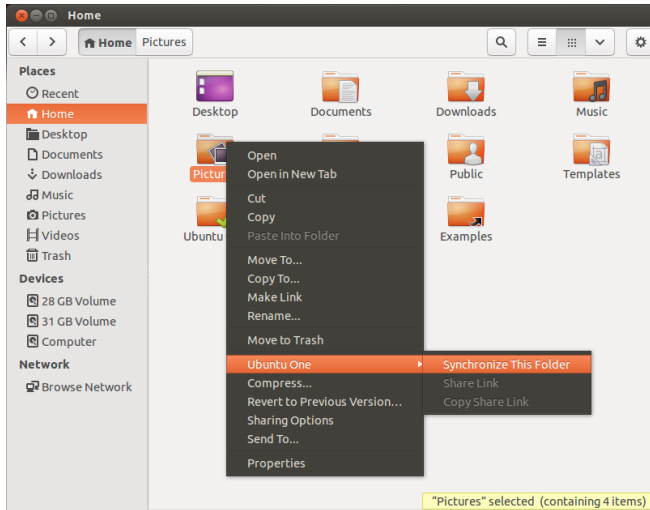 Home
Home Pictures
Places
Recent
Home
Desktop
Documents
Downloads
Music
Pictures
Videos
Trash
Devices
28 GB Volume
31 GB Volume
Computer
Network
Browse Network
Desktop Documents Downloads Music
Public Templates
Ubuntu Examples
Open
Open in New Tab
Cut
Copy
Paste Into Folder
Move To...
Copy To...
Make Link
Rename...
Move to Trash
Ubuntu One
Compress...
Revert to Previous Version...
Sharing Options
Send To...
Properties
Synchronize This Folder
Share Link
Copy Share Link
"Pictures" selected (containing 4 items)